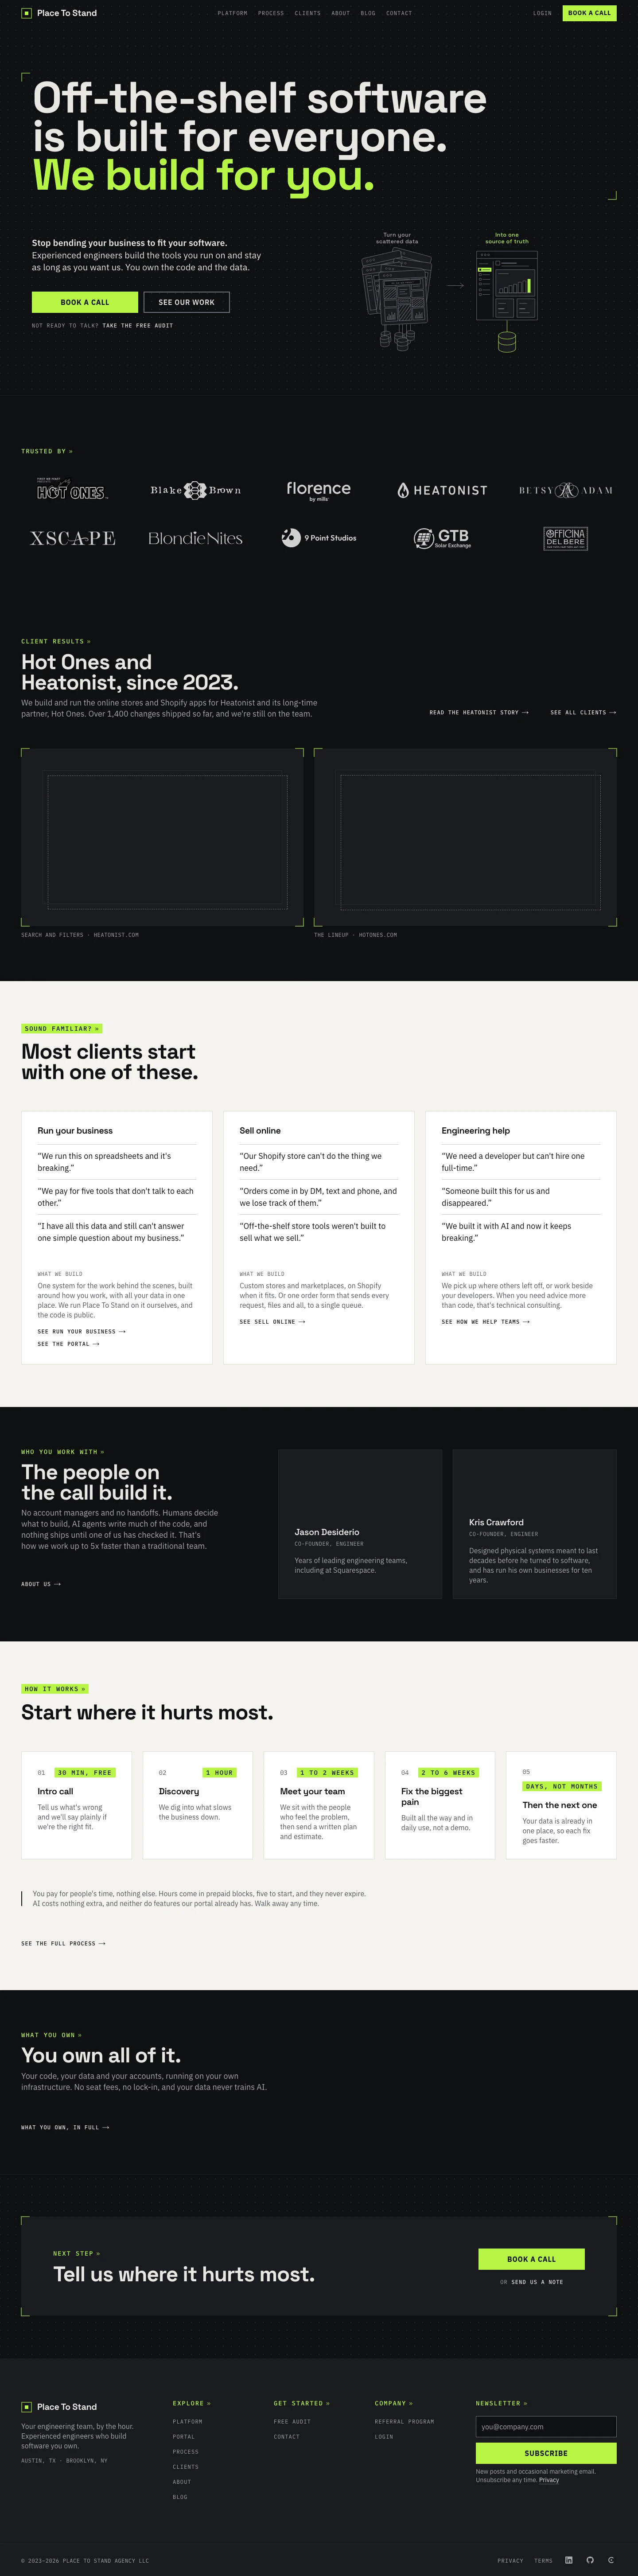 Place To Stand
PLATFORM PROCESS CLIENTS ABOUT BLOG CONTACT
LOGIN BOOK A CALL
Off-the-shelf software
is built for everyone.
We build for you.
Stop bending your business to fit your software.
Experienced engineers build the tools you run on and stay
as long as you want us. You own the code and the data.
BOOK A CALL SEE OUR WORK
NOT READY TO TALK? TAKE THE FREE AUDIT
Turn your
scattered data
Into one
source of truth
TRUSTED BY »
HOT ONES Blake Brown florence by mills HEATONIST BETSY ADAM
XSCAPE Blondie Nites 9 Point Studios GTB Solar Exchange OFFICINA DEL BERE
CLIENT RESULTS »
Hot Ones and
Heatonist, since 2023.
We build and run the online stores and Shopify apps for Heatonist and its long-time
partner, Hot Ones. Over 1,400 changes shipped so far, and we're still on the team.
READ THE HEATONIST STORY → SEE ALL CLIENTS →
SEARCH AND FILTERS · HEATONIST.COM
THE LINEUP · HOTONES.COM
SOUND FAMILIAR? »
Most clients start
with one of these.
Run your business
“We run this on spreadsheets and it's
breaking.”
“We pay for five tools that don't talk to each
other.”
“I have all this data and still can't answer
one simple question about my business.”
WHAT WE BUILD
One system for the work behind the scenes, built
around how you work, with all your data in one
place. We run Place To Stand on it ourselves, and
the code is public.
SEE RUN YOUR BUSINESS →
SEE THE PORTAL →
Sell online
“Our Shopify store can't do the thing we
need.”
“Orders come in by DM, text and phone, and
we lose track of them.”
“Off-the-shelf store tools weren't built to
sell what we sell.”
WHAT WE BUILD
Custom stores and marketplaces, on Shopify
when it fits. Or one order form that sends every
request, files and all, to a single queue.
SEE SELL ONLINE →
Engineering help
“We need a developer but can't hire one
full-time.”
“Someone built this for us and
disappeared.”
“We built it with AI and now it keeps
breaking.”
WHAT WE BUILD
We pick up where others left off, or work beside
your developers. When you need advice more
than code, that's technical consulting.
SEE HOW WE HELP TEAMS →
WHO YOU WORK WITH »
The people on
the call build it.
No account managers and no handoffs. Humans decide
what to build, AI agents write much of the code, and
nothing ships until one of us has checked it. That's
how we work up to 5x faster than a traditional team.
ABOUT US →
Jason Desiderio
CO-FOUNDER, ENGINEER
Years of leading engineering teams,
including at Squarespace.
Kris Crawford
CO-FOUNDER, ENGINEER
Designed physical systems meant to last
decades before he turned to software,
and has run his own businesses for ten
years.
HOW IT WORKS »
Start where it hurts most.
01 30 MIN, FREE
Intro call
Tell us what's wrong
and we'll say plainly if
we're the right fit.
02 1 HOUR
Discovery
We dig into what slows
the business down.
03 1 TO 2 WEEKS
Meet your team
We sit with the people
who feel the problem,
then send a written plan
and estimate.
04 2 TO 6 WEEKS
Fix the biggest
pain
Built all the way and in
daily use, not a demo.
05
DAYS, NOT MONTHS
Then the next one
Your data is already in
one place, so each fix
goes faster.
You pay for people's time, nothing else. Hours come in prepaid blocks, five to start, and they never expire.
AI costs nothing extra, and neither do features our portal already has. Walk away any time.
SEE THE FULL PROCESS →
WHAT YOU OWN »
You own all of it.
Your code, your data and your accounts, running on your own
infrastructure. No seat fees, no lock-in, and your data never trains AI.
WHAT YOU OWN, IN FULL →
NEXT STEP »
Tell us where it hurts most.
BOOK A CALL
OR SEND US A NOTE
Place To Stand
Your engineering team, by the hour.
Experienced engineers who build
software you own.
AUSTIN, TX · BROOKLYN, NY
EXPLORE »
PLATFORM
PORTAL
PROCESS
CLIENTS
ABOUT
BLOG
GET STARTED »
FREE AUDIT
CONTACT
COMPANY »
REFERRAL PROGRAM
LOGIN
NEWSLETTER »
you@company.com
SUBSCRIBE
New posts and occasional marketing email.
Unsubscribe any time. Privacy
© 2023–2026 PLACE TO STAND AGENCY LLC
PRIVACY TERMS